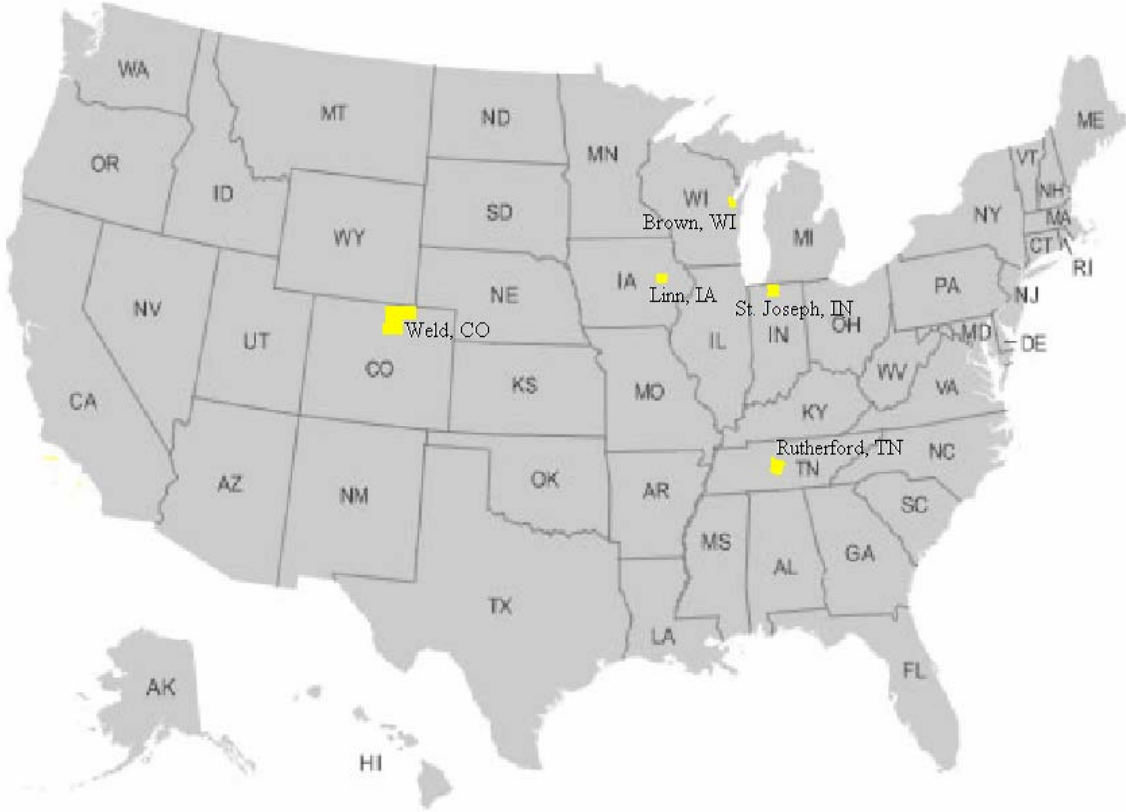 WA
MT
ND
MN
ME
OR
ID
SD
WI
VT
NH
NY
MA
WY
Brown, WI
MI
CT
RI
IA
Linn, IA
NE
St. Joseph, IN
PA
NJ
NV
UT
Weld, CO
IL
IN
OH
MD
DE
CO
KS
MO
WV
VA
CA
KY
Rutherford, TN
NC
AZ
NM
OK
AR
TN
SC
MS
AL
GA
TX
LA
FL
AK
HI